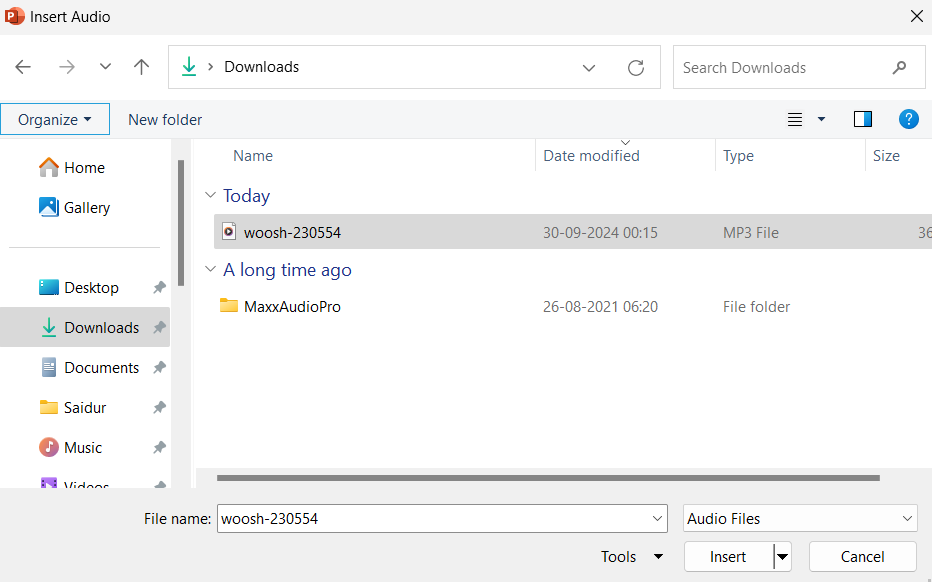 Insert Audio
Downloads
Search Downloads
Organize
New folder
Name Date modified Type Size
Home
Gallery
Desktop
Downloads
Documents
Saidur
Music
Videos
Today
woosh-230554 30-09-2024 00:15 MP3 File 36
A long time ago
MaxxAudioPro 26-08-2021 06:20 File folder
File name: woosh-230554 Audio Files
Tools Insert Cancel